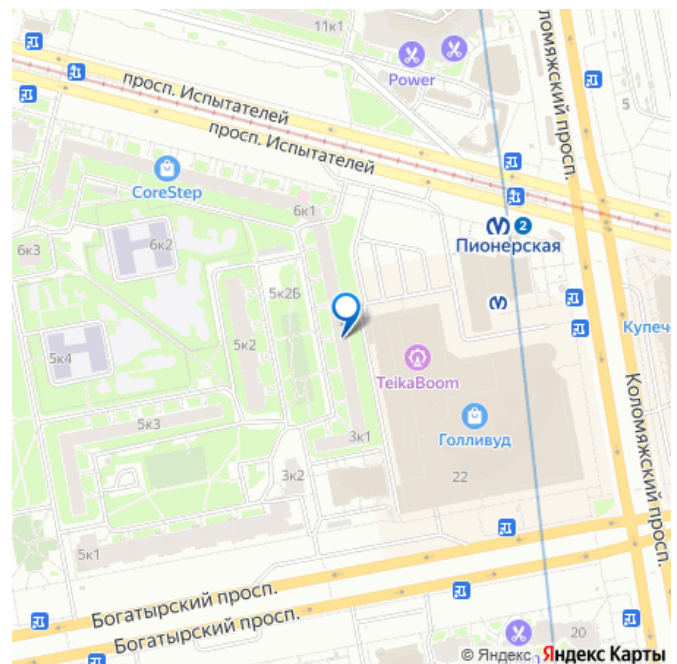 11к1
Power
Коломяжский просп.
5
просп. Испытателей
просп. Испытателей
CoreStep
6к1
2
Пионерская
6к3
6к2
5к2Б
5к2
5к4
TeikaBoom
Голливуд
5к3
3к1
22
3к2
Коломяжский просп.
5к1
Богатырский просп.
Богатырский просп.
20
© Яндекс
Яндекс Карты